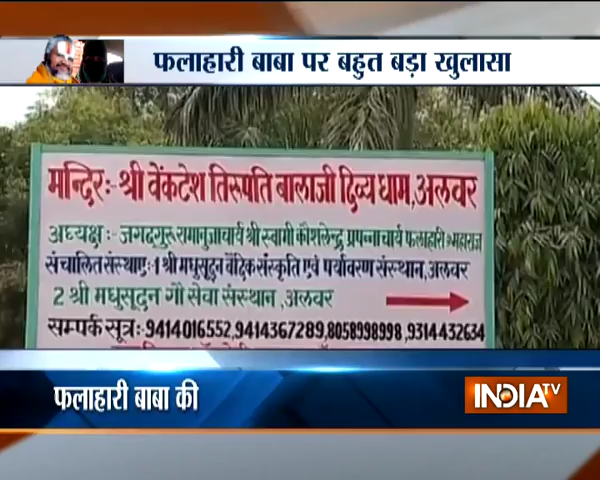 फलाहारी बाबा पर बहुत बड़ा खुलासा
मन्दिरः-श्री वेंकटेश तिरुपति बालाजी दिव्य धाम,अलवर
अध्यक्ष :- जगद्गुरु रामानुजाचार्य श्री स्वामी कौशलेन्द्र प्रपन्नाचार्य फलाहारी महाराज
संचालित संस्थाएः-1 श्री मधुसूदन वैदिक संस्कृति एवं पर्यावरण संस्थान,अलवर
2 श्री मधुसूदन गौ सेवा संस्थान ,अलवर
सम्पर्क सूत्र:-9414016552,9414367289,8058998998,9314432634
फलाहारी बाबा की
INDIA TV